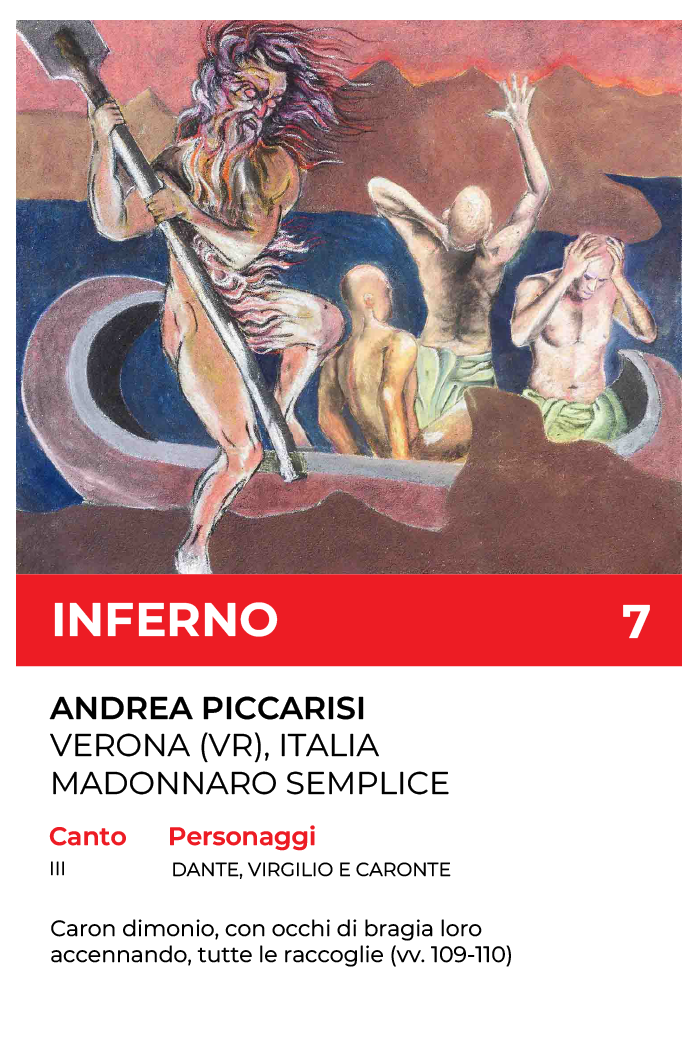 INFERNO 7
ANDREA PICCARISI
VERONA (VR), ITALIA
MADONNARO SEMPLICE
Canto Personaggi
III DANTE, VIRGILIO E CARONTE
Caron dimonio, con occhi di bragia loro
accennando, tutte le raccoglie (vv. 109-110)